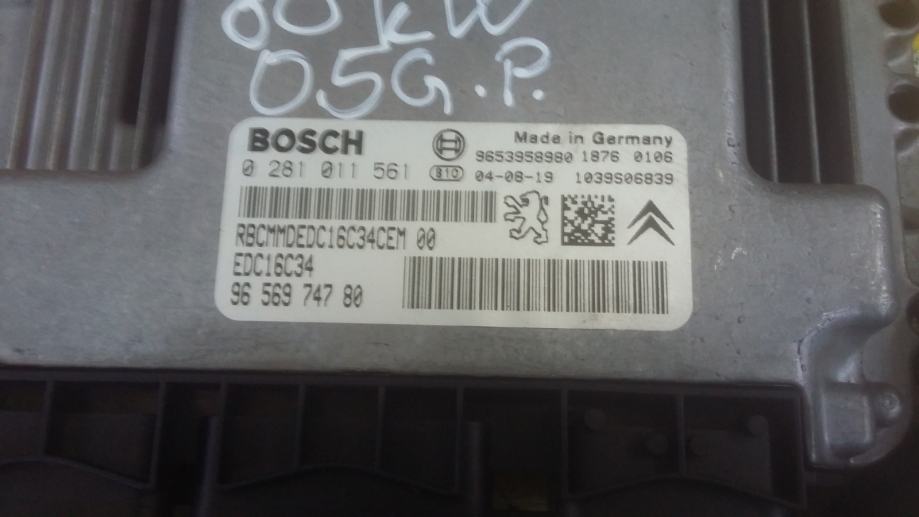 80 kW
05G.P.
BOSCH
Made in Germany
0 281 011 561
9653958980 1876 0106
810 04-08-19 1039S06839
RBCMMDEDC16C34CEM 00
EDC16C34
96 569 747 80